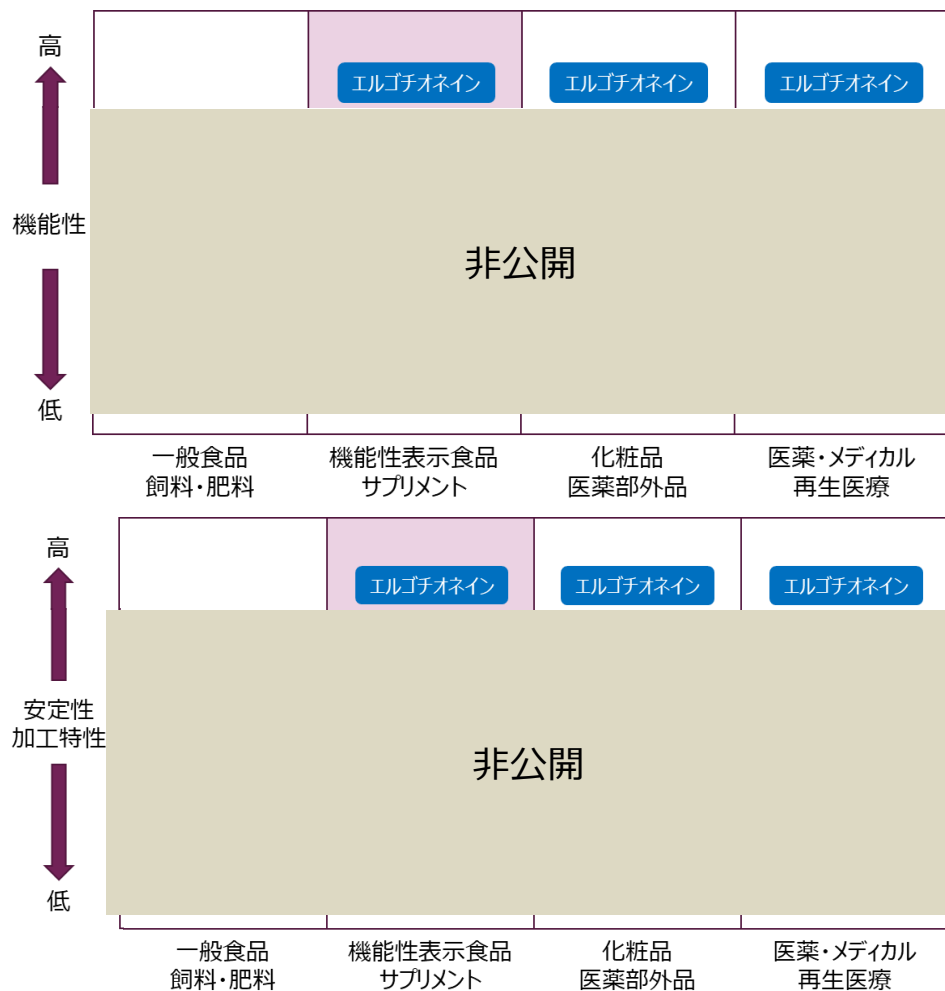 高
エルゴチオネイン
エルゴチオネイン
エルゴチオネイン
機能性
非公開
低
一般食品
飼料・肥料
機能性表示食品
サプリメント
化粧品
医薬部外品
医薬・メディカル
再生医療
高
エルゴチオネイン
エルゴチオネイン
エルゴチオネイン
安定性
加工特性
非公開
低
一般食品
飼料・肥料
機能性表示食品
サプリメント
化粧品
医薬部外品
医薬・メディカル
再生医療